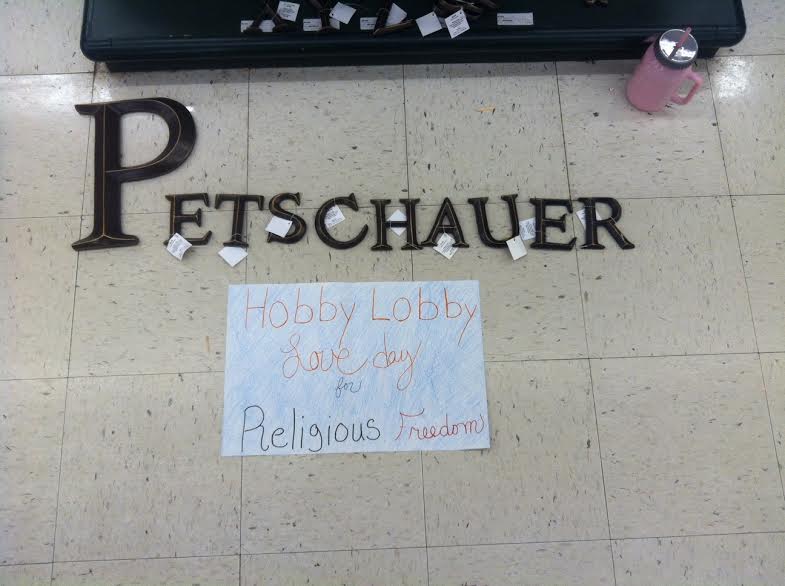 PETSCHAUER
Hobby Lobby
Love day
for
Religious Freedom